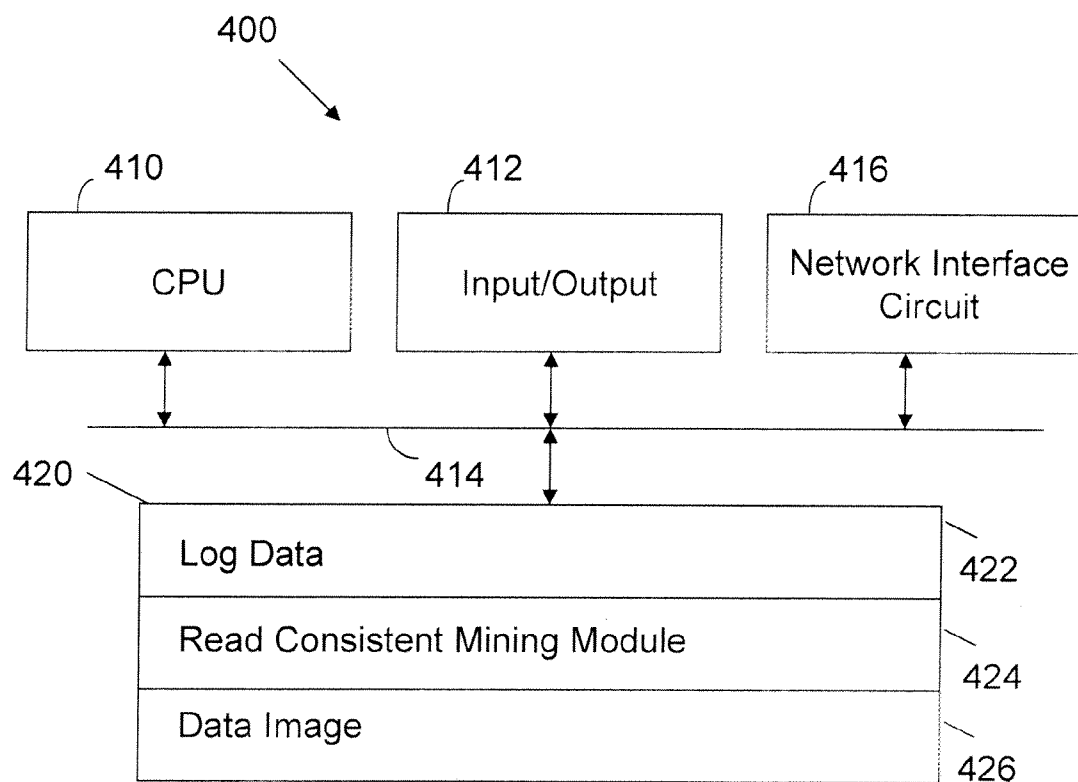 400
410
412
416
CPU
Input/Output
Network Interface
Circuit
414
420
Log Data
422
Read Consistent Mining Module
424
Data Image
426